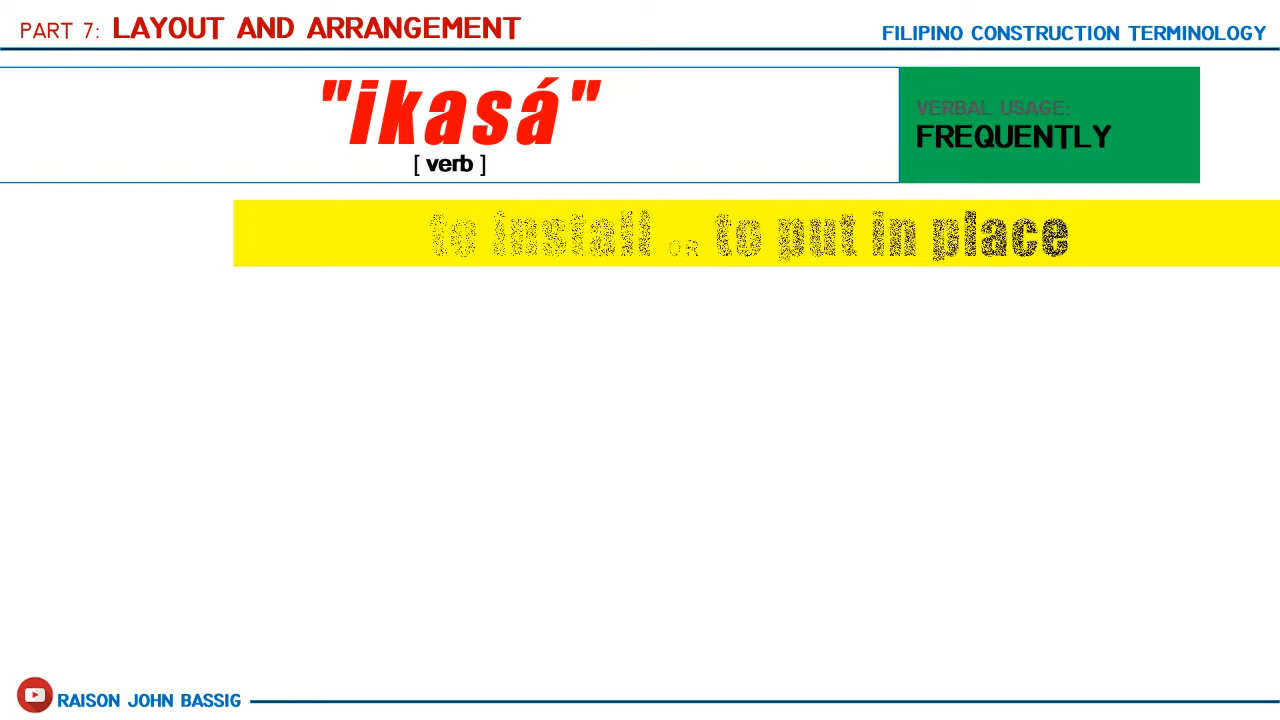 PART 7: LAYOUT AND ARRANGEMENT
FILIPINO CONSTRUCTION TERMINOLOGY
"ikasá"
[ verb ]
VERBAL USAGE:
FREQUENTLY
to install OR to put in place
RAISON JOHN BASSIG